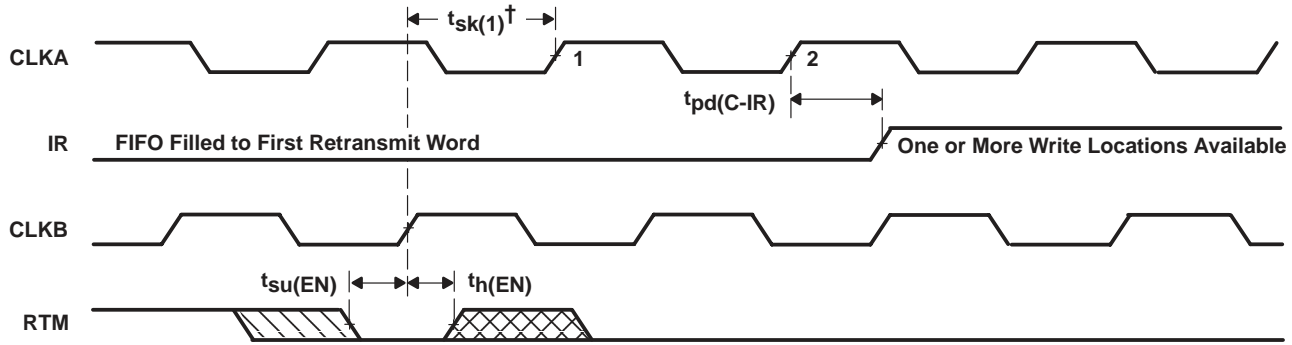 tsk(1)†
CLKA
1
2
tpd(C-IR)
IR
FIFO Filled to First Retransmit Word
One or More Write Locations Available
CLKB
tsu(EN)
th(EN)
RTM